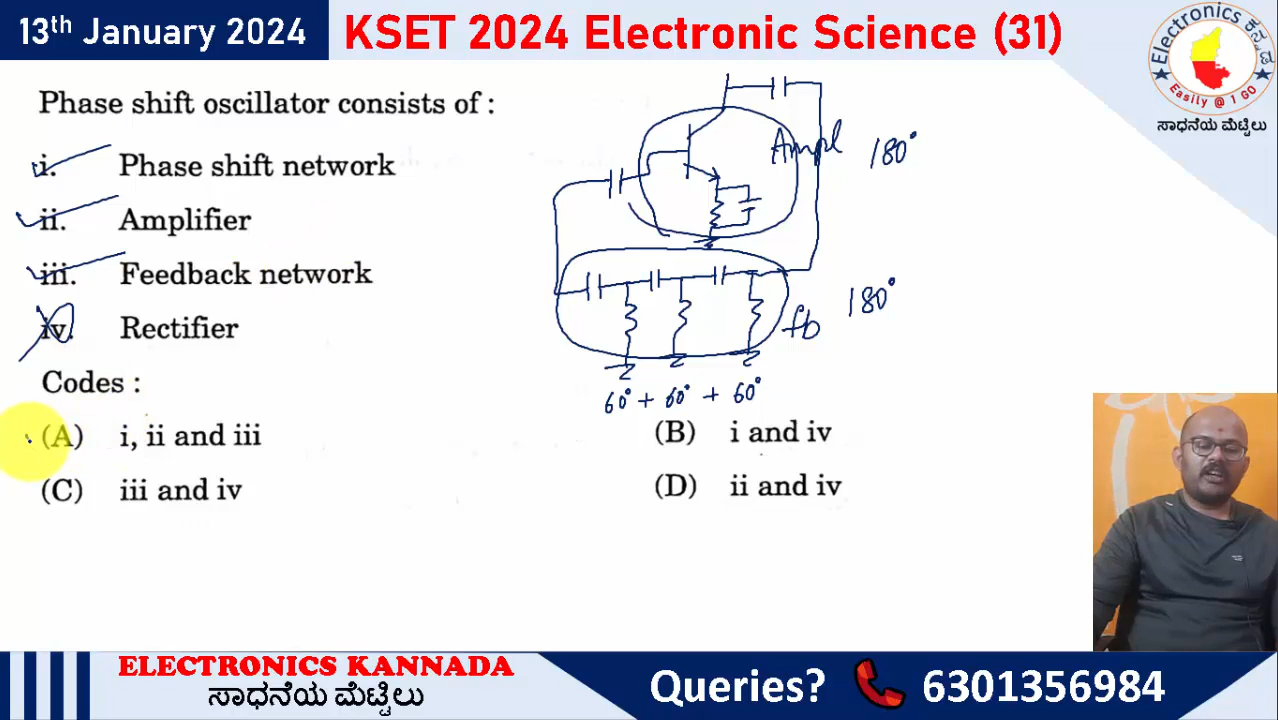 13th January 2024
KSET 2024 Electronic Science (31)
Electronics ಕನ್ನಡ
Easily @ 1 GO
ಸಾಧನೆಯ ಮೆಟ್ಟಿಲು
Phase shift oscillator consists of :
i. Phase shift network
ii. Amplifier
iii. Feedback network
iv. Rectifier
Ampl 180°
fb 180°
60° + 60° + 60°
Codes :
(A) i, ii and iii
(B) i and iv
(C) iii and iv
(D) ii and iv
ELECTRONICS KANNADA
ಸಾಧನೆಯ ಮೆಟ್ಟಿಲು
Queries? 6301356984